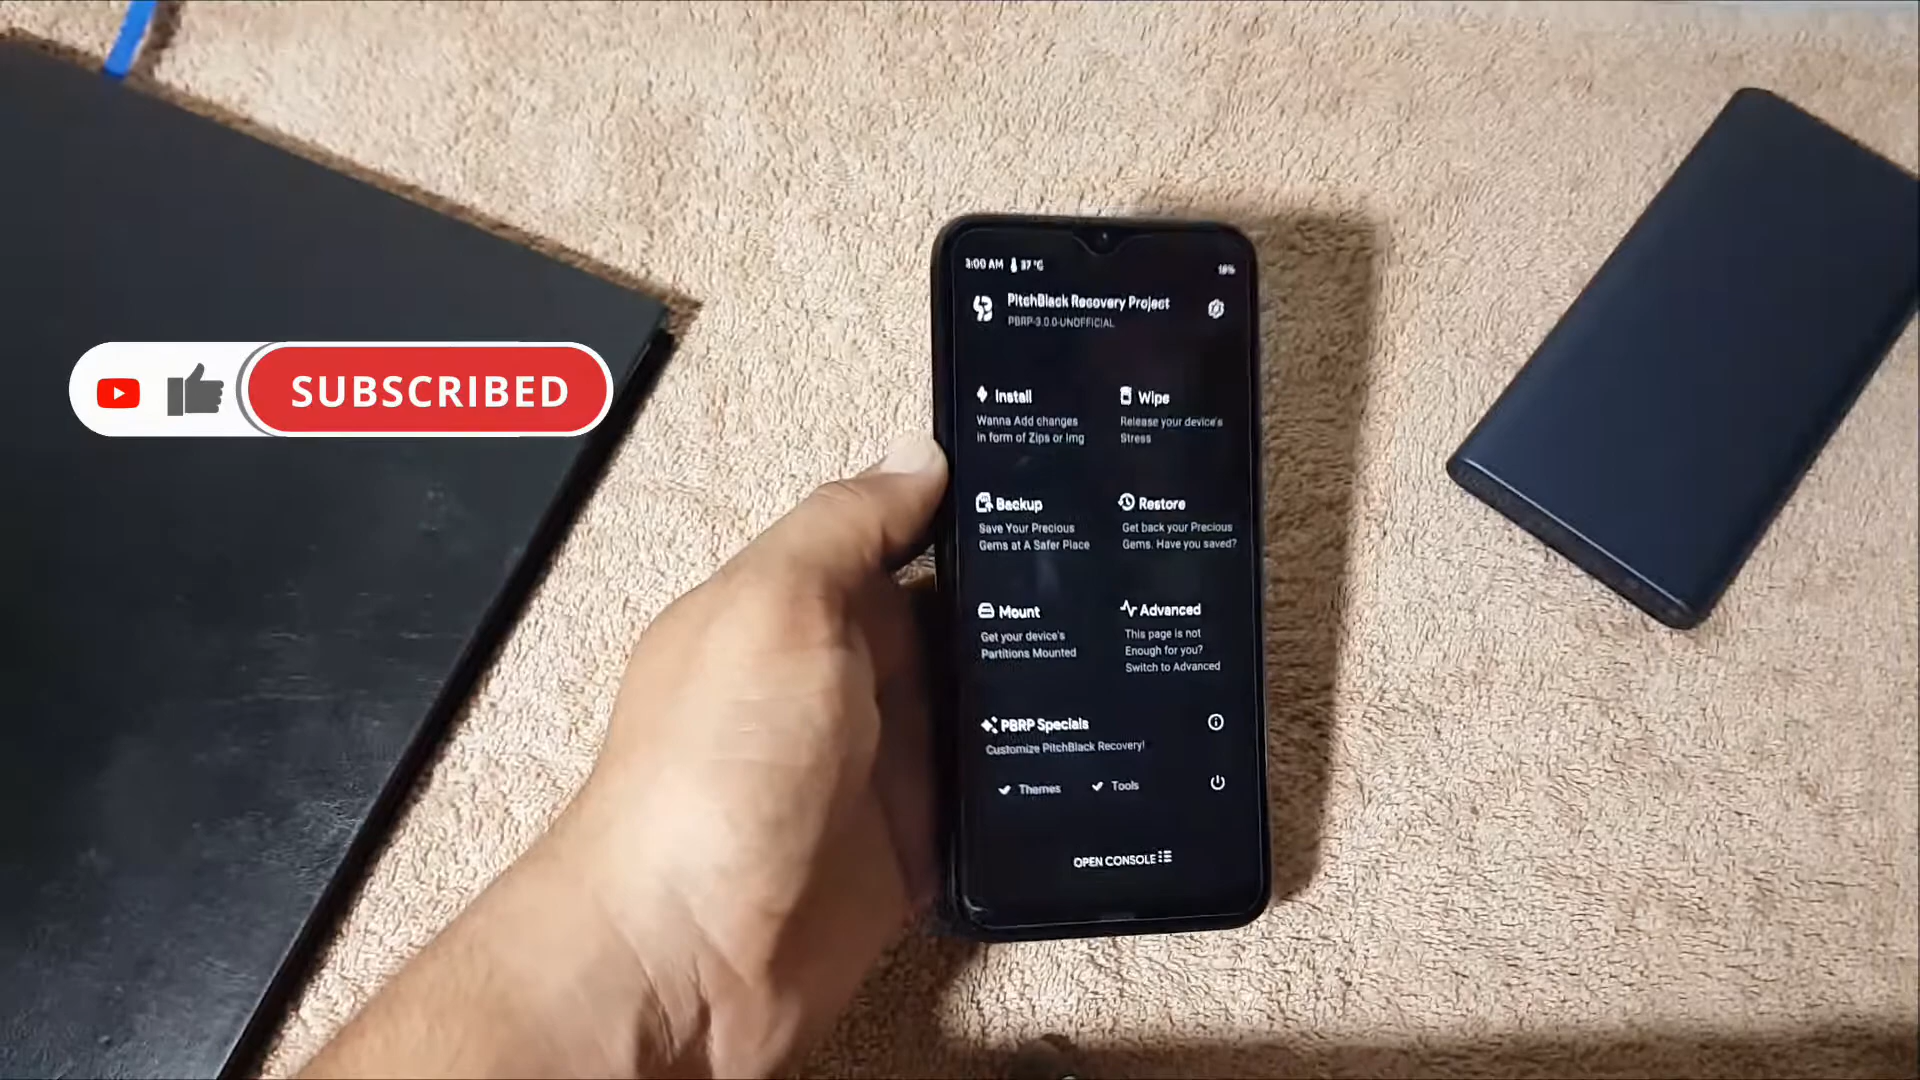 SUBSCRIBED
3:00 AM 37 °C
PitchBlack Recovery Project
PBRP-3.0.0-UNOFFICIAL
Install
Wanna Add changes
in form of Zips or Img
Wipe
Release your device's
Stress
Backup
Save Your Precious
Gems at A Safer Place
Restore
Get back your Precious
Gems. Have you saved?
Mount
Get your device's
Partitions Mounted
Advanced
This page is not
Enough for you?
Switch to Advanced
PBRP Specials
Customize PitchBlack Recovery!
Themes
Tools
OPEN CONSOLE